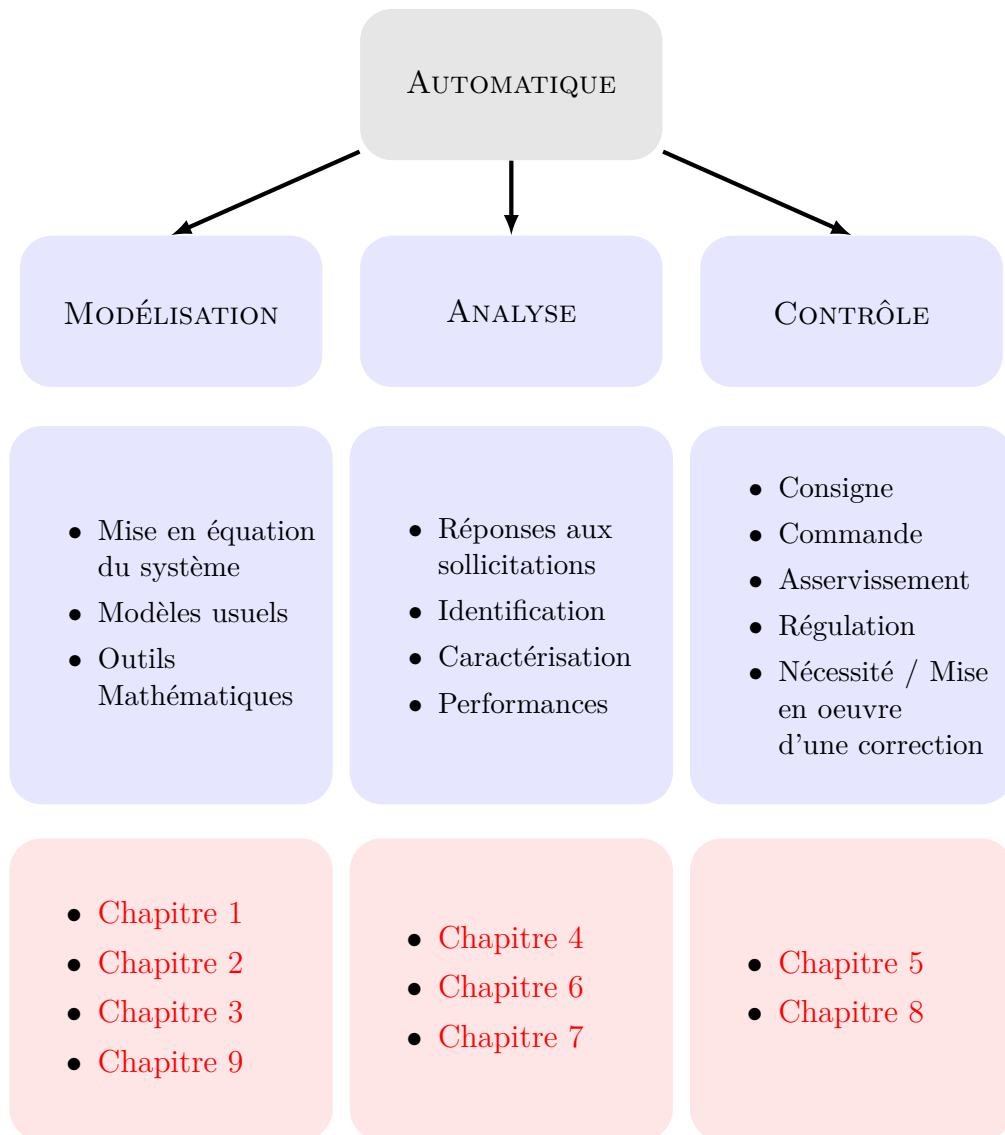 AUTOMATIQUE
MODÉLISATION
ANALYSE
CONTRÔLE
• Mise en équation
du système
• Modèles usuels
• Outils
Mathématiques
• Réponses aux
sollicitations
• Identification
• Caractérisation
• Performances
• Consigne
• Commande
• Asservissement
• Régulation
• Nécessité / Mise
en oeuvre
d'une correction
• Chapitre 1
• Chapitre 2
• Chapitre 3
• Chapitre 9
• Chapitre 4
• Chapitre 6
• Chapitre 7
• Chapitre 5
• Chapitre 8